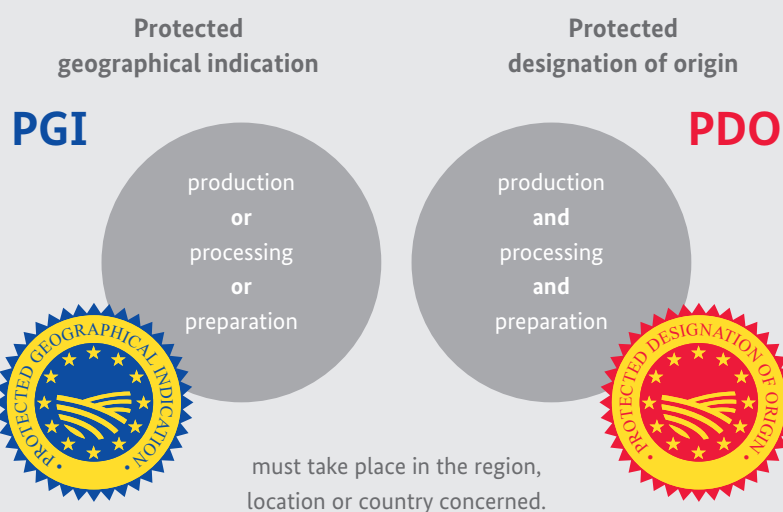 Protected
geographical indication
PGI
production
or
processing
or
preparation
PROTECTED GEOGRAPHICAL INDICATION
Protected
designation of origin
PDO
production
and
processing
and
preparation
PROTECTED DESIGNATION OF ORIGIN
must take place in the region,
location or country concerned.